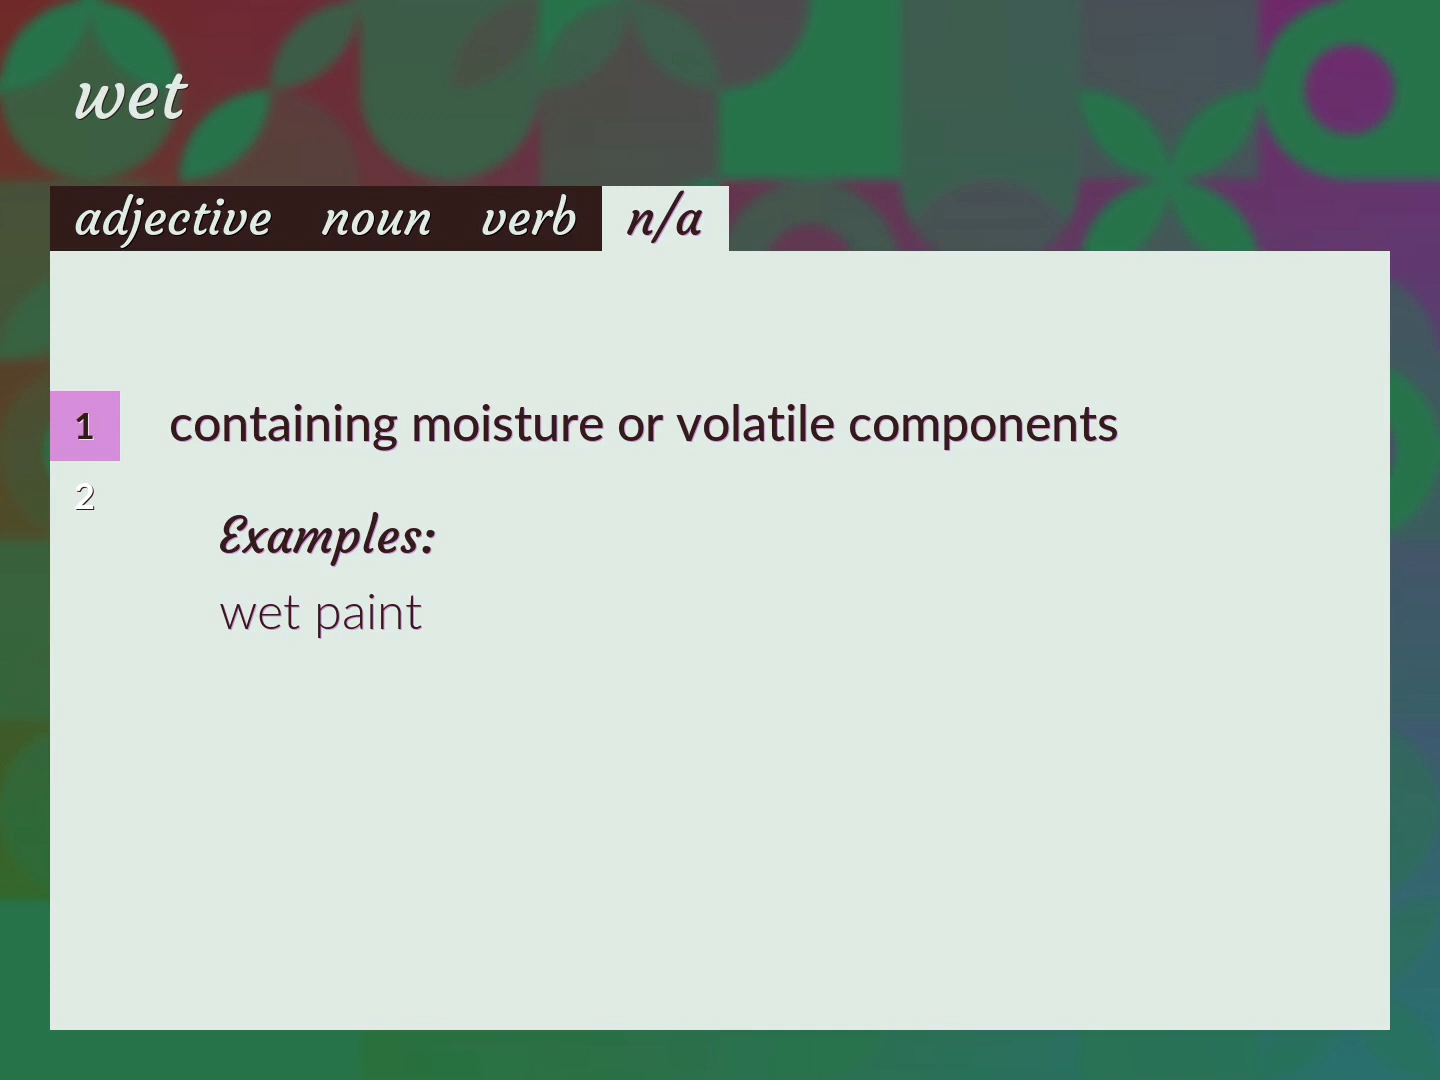 wet
adjective noun verb n/a
1 containing moisture or volatile components
2
Examples:
wet paint